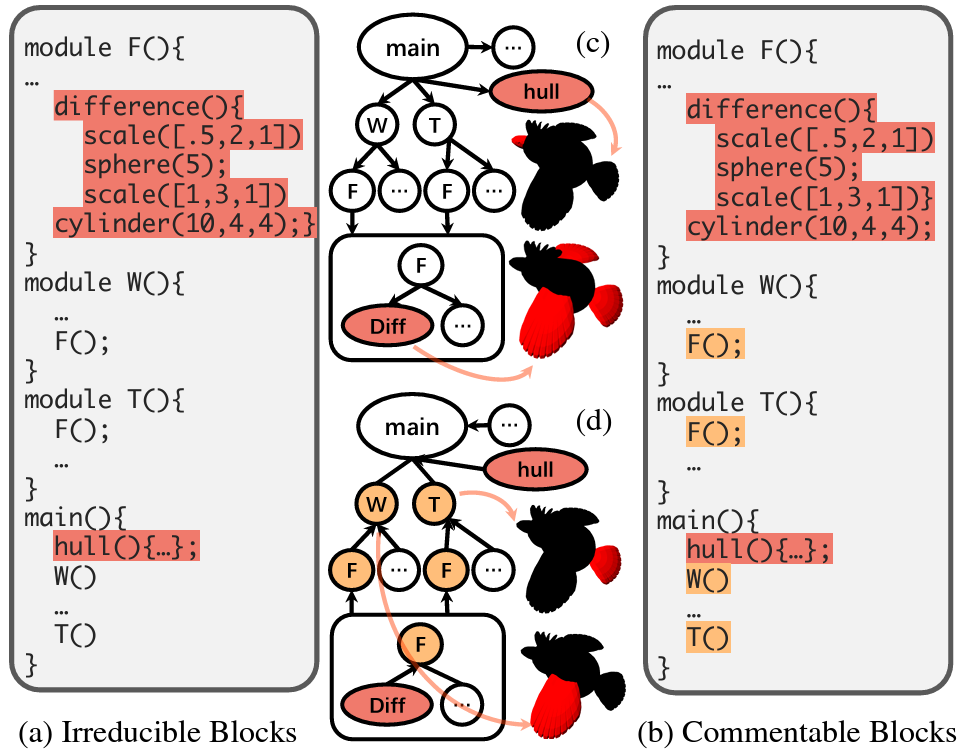 module F(){
…
difference(){
scale([.5,2,1])
sphere(5);
scale([1,3,1])
cylinder(10,4,4);}
}
module W(){
…
F();
}
module T(){
F();
…
}
main(){
hull(){…};
W()
…
T()
}
(a) Irreducible Blocks
main
…
(c)
hull
W
T
F
…
F
…
F
Diff
…
main
…
(d)
hull
W
T
F
…
F
…
F
Diff
…
module F(){
…
difference(){
scale([.5,2,1])
sphere(5);
scale([1,3,1])}
cylinder(10,4,4);
}
module W(){
…
F();
}
module T(){
F();
…
}
main(){
hull(){…};
W()
…
T()
}
(b) Commentable Blocks